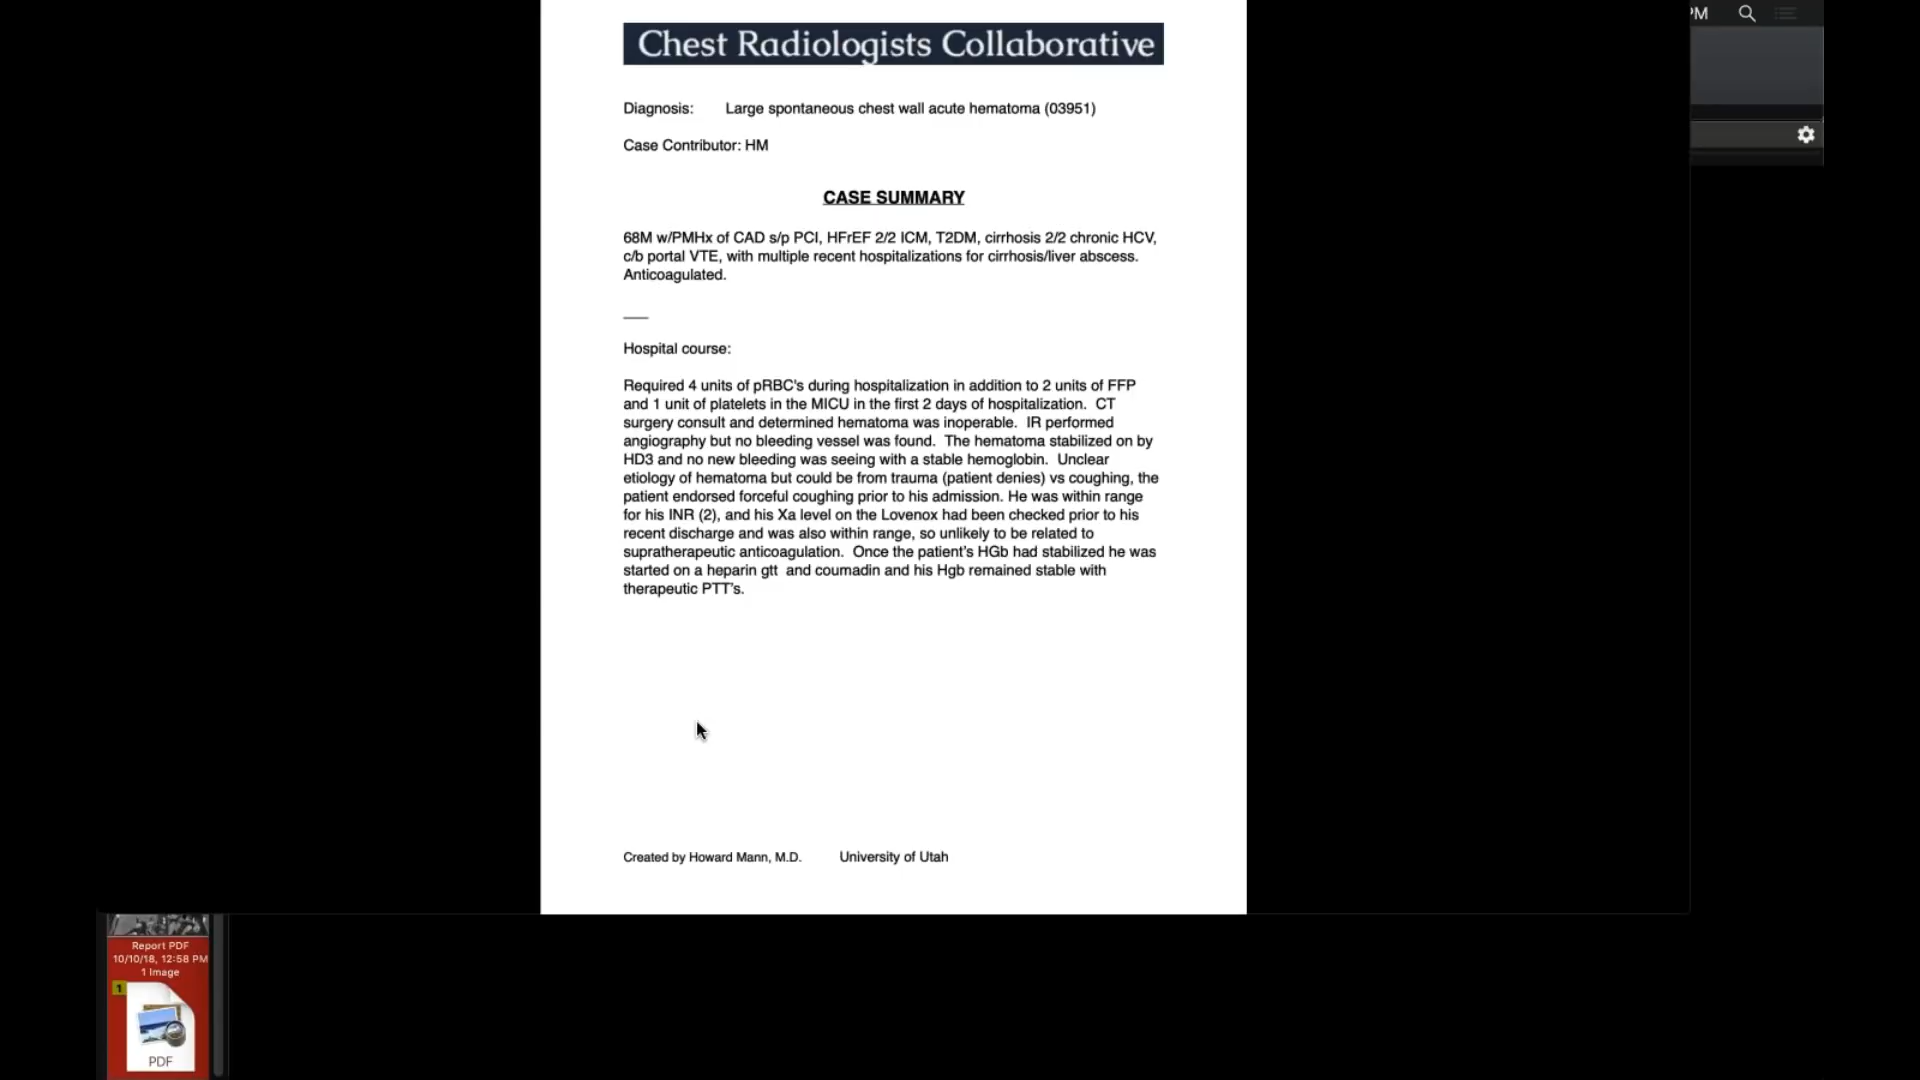 PM
Chest Radiologists Collaborative
Diagnosis: Large spontaneous chest wall acute hematoma (03951)
Case Contributor: HM
CASE SUMMARY
68M w/PMHx of CAD s/p PCI, HFrEF 2/2 ICM, T2DM, cirrhosis 2/2 chronic HCV,
c/b portal VTE, with multiple recent hospitalizations for cirrhosis/liver abscess.
Anticoagulated.
Hospital course:
Required 4 units of pRBC's during hospitalization in addition to 2 units of FFP
and 1 unit of platelets in the MICU in the first 2 days of hospitalization.  CT
surgery consult and determined hematoma was inoperable.  IR performed
angiography but no bleeding vessel was found.  The hematoma stabilized on by
HD3 and no new bleeding was seeing with a stable hemoglobin.  Unclear
etiology of hematoma but could be from trauma (patient denies) vs coughing, the
patient endorsed forceful coughing prior to his admission. He was within range
for his INR (2), and his Xa level on the Lovenox had been checked prior to his
recent discharge and was also within range, so unlikely to be related to
supratherapeutic anticoagulation.  Once the patient's HGb had stabilized he was
started on a heparin gtt  and coumadin and his Hgb remained stable with
therapeutic PTT's.
Created by Howard Mann, M.D. University of Utah
Report PDF
10/10/18, 12:58 PM
1 Image
1
PDF